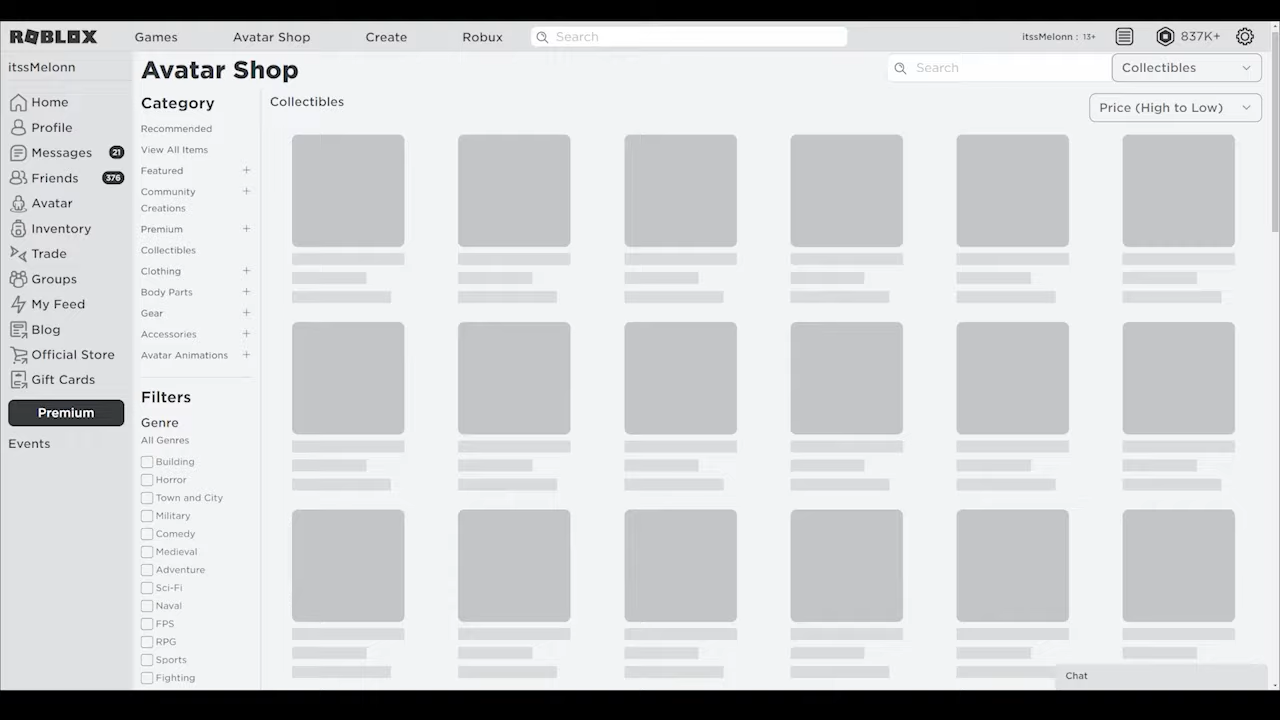 ROBLOX
Games
Avatar Shop
Create
Robux
Search
itssMelonn : 13+
837K+
itssMelonn
Home
Profile
Messages 21
Friends 376
Avatar
Inventory
Trade
Groups
My Feed
Blog
Official Store
Gift Cards
Premium
Events
Avatar Shop
Search
Collectibles
Category
Recommended
View All Items
Featured +
Community +
Creations
Premium +
Collectibles
Clothing +
Body Parts +
Gear +
Accessories +
Avatar Animations +
Filters
Genre
All Genres
Building
Horror
Town and City
Military
Comedy
Medieval
Adventure
Sci-Fi
Naval
FPS
RPG
Sports
Fighting
Collectibles
Price (High to Low)
Chat